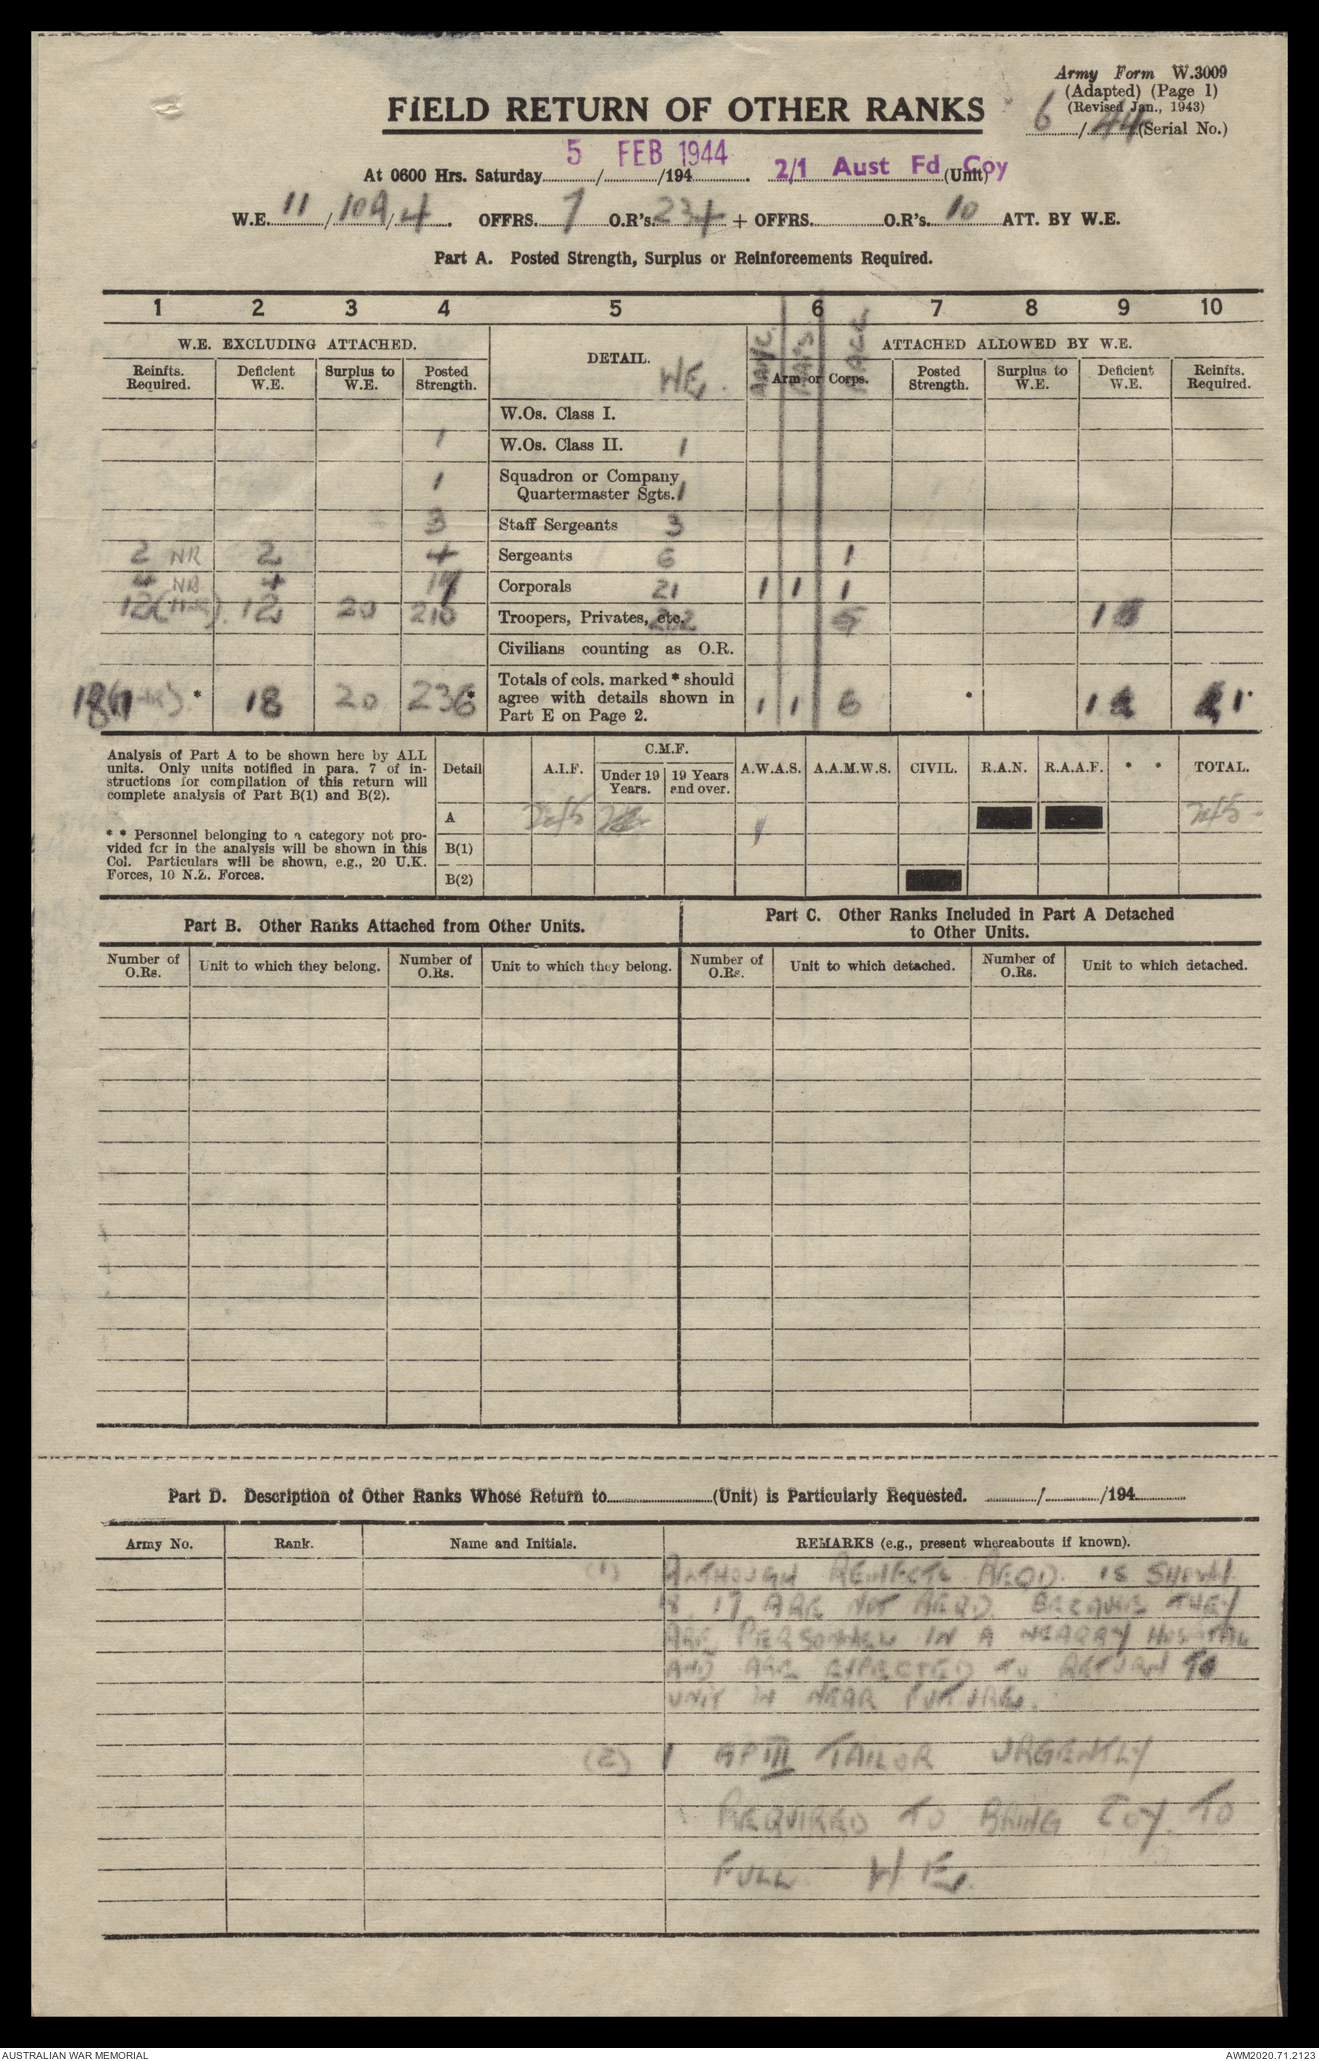 Army Form W.3009
(Adapted) (Page 1)
(Revised Jan., 1943)
6/44 (Serial No.)
FIELD RETURN OF OTHER RANKS
At 0600 Hrs. Saturday 5 / FEB /1944. 2/1 Aust Fd Coy (Unit)
W.E. 11/109/4. OFFRS. 7 O.R's. 234 + OFFRS. O.R's. 10 ATT. BY W.E.
Part A. Posted Strength, Surplus or Reinforcements Required.
1 2 3 4 5 6 7 8 9 10
W.E. EXCLUDING ATTACHED. DETAIL. WE. ATTACHED ALLOWED BY W.E.
Reinfts. Required. Deficient W.E. Surplus to W.E. Posted Strength. Arm or Corps. Posted Strength. Surplus to W.E. Deficient W.E. Reinfts. Required.
W.Os. Class I.
1 W.Os. Class II. 1
1 Squadron or Company Quartermaster Sgts. 1
3 Staff Sergeants 3
2 NR 2 4 Sergeants 6 1
4 NR 4 17 Corporals 21 1 1 1
12 12 20 210 Troopers, Privates, etc. 202 5
Civilians counting as O.R.
* 18 20 236 * Totals of cols. marked * should agree with details shown in Part E on Page 2. 1 1 6 *
Analysis of Part A to be shown here by ALL
units. Only units notified in para. 7 of in-
structions for compilation of this return will
complete analysis of Part B(1) and B(2).
* * Personnel belonging to a category not pro-
vided for in the analysis will be shown in this
Col. Particulars will be shown, e.g., 20 U.K.
Forces, 10 N.Z. Forces.
Detail A.I.F. C.M.F. Under 19 Years. 19 Years and over. A.W.A.S. A.A.M.W.S. CIVIL. R.A.N. R.A.A.F. * * TOTAL.
A
B(1)
B(2)
Part B. Other Ranks Attached from Other Units.
Part C. Other Ranks Included in Part A Detached
to Other Units.
Number of O.Rs. Unit to which they belong. Number of O.Rs. Unit to which they belong. Number of O.Rs. Unit to which detached. Number of O.Rs. Unit to which detached.
Part D. Description of Other Ranks Whose Return to (Unit) is Particularly Requested. / /194
Army No. Rank. Name and Initials. REMARKS (e.g., present whereabouts if known).
(1) ALTHOUGH REINFCTS REQD. IS SHOWN
18, 17 ARE NOT REQD. BECAUSE THEY
ARE PERSONNEL IN A NEARBY HOSPITAL
AND ARE EXPECTED TO RETURN TO
UNIT IN NEAR FUTURE.
(2) 1 GP III TAILOR URGENTLY
REQUIRED TO BRING COY. TO
FULL W E.
AUSTRALIAN WAR MEMORIAL
AWM2020.71.2123